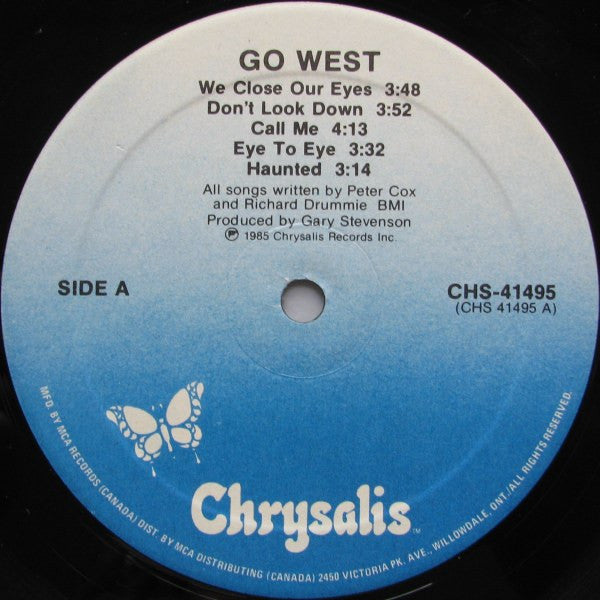 GO WEST
We Close Our Eyes 3:48
Don't Look Down 3:52
Call Me 4:13
Eye To Eye 3:32
Haunted 3:14
All songs written by Peter Cox
and Richard Drummie BMI
Produced by Gary Stevenson
℗ 1985 Chrysalis Records Inc.
SIDE A
CHS-41495
(CHS 41495 A)
Chrysalis™
MFD. BY MCA RECORDS (CANADA) DIST. BY MCA DISTRIBUTING (CANADA) 2450 VICTORIA PK. AVE., WILLOWDALE, ONT./ALL RIGHTS RESERVED.